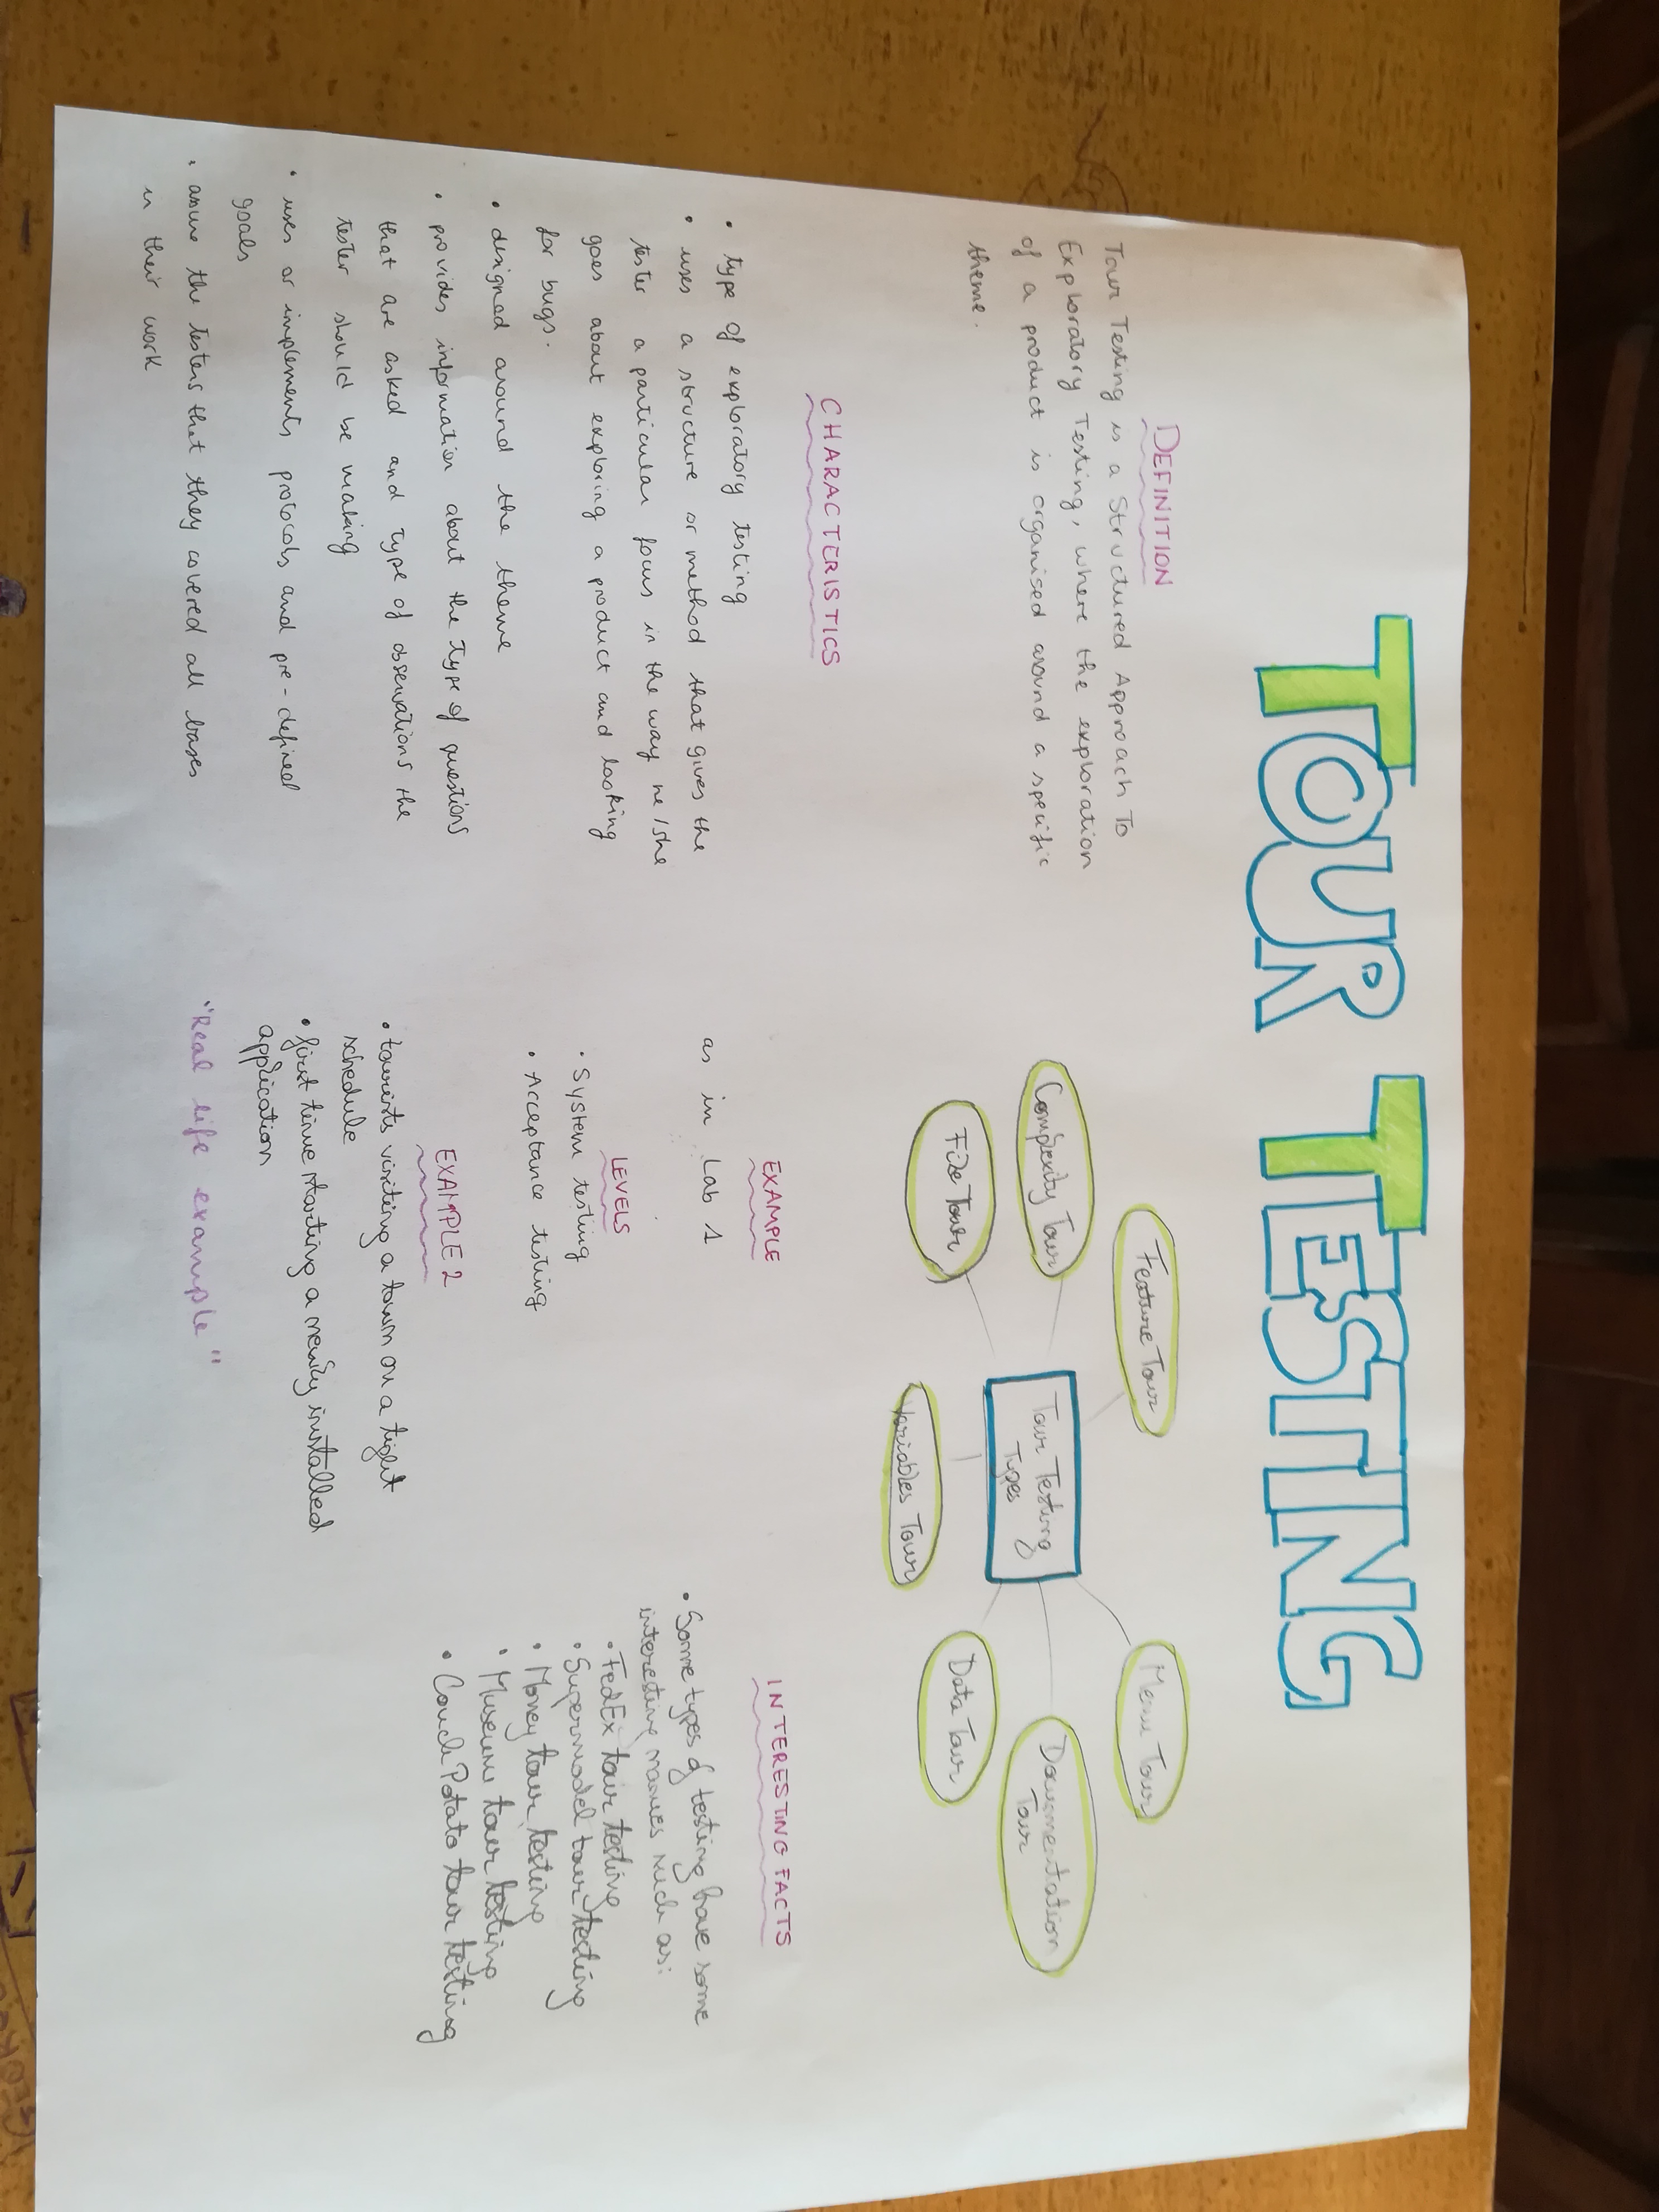 TOUR TESTING
DEFINITION
Tour Testing is a Structured Approach To
Exploratory Testing, where the exploration
of a product is organised around a specific
theme.
CHARACTERISTICS
• type of exploratory testing
• uses a structure or method that gives the
tester a particular focus in the way he/she
goes about exploring a product and looking
for bugs.
• designed around the theme
• provides information about the type of questions
that are asked and type of observations the
tester should be making
• uses or implements protocols and pre-defined
goals
• assure the testers that they covered all bases
in their work
Feature Tour
Complexity Tour
File Tour
Tour Testing
Types
Variables Tour
Menu Tour
Documentation
Tour
Data Tour
EXAMPLE
as in Lab 1
LEVELS
• System testing
• Acceptance testing
EXAMPLE 2
• tourists visiting a town on a tight
schedule
• first time starting a newly installed
application
"Real life example"
INTERESTING FACTS
• Some types of testing have some
interesting names such as:
• FedEx tour testing
• Supermodel tour testing
• Money tour testing
• Museum tour testing
• Couch Potato tour testing